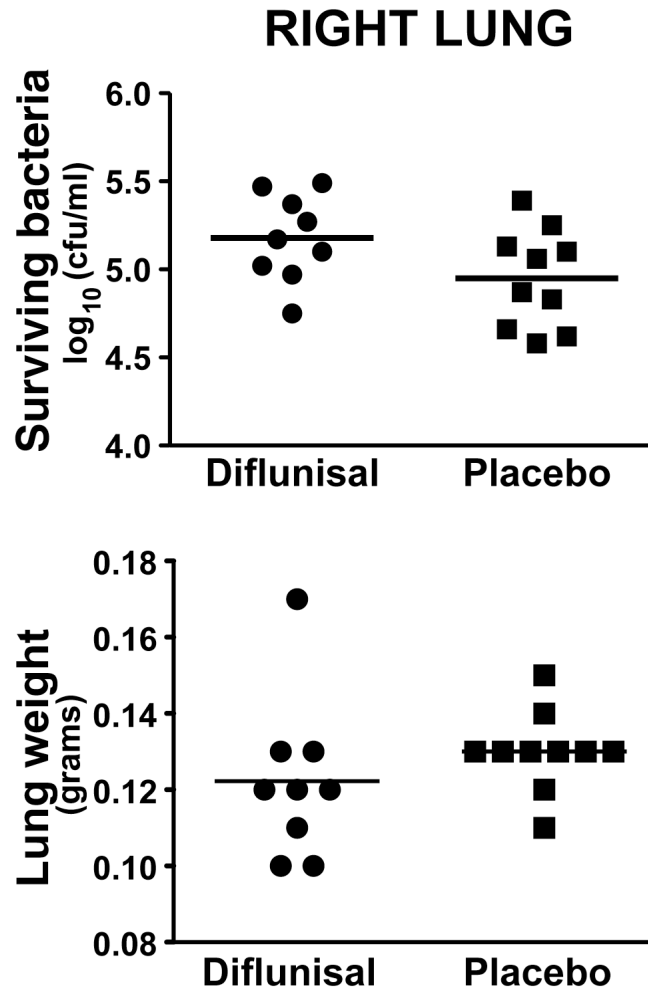 RIGHT LUNG
Surviving bacteria
log10 (cfu/ml)
6.0
5.5
5.0
4.5
4.0
Diflunisal Placebo
Lung weight
(grams)
0.18
0.16
0.14
0.12
0.10
0.08
Diflunisal Placebo